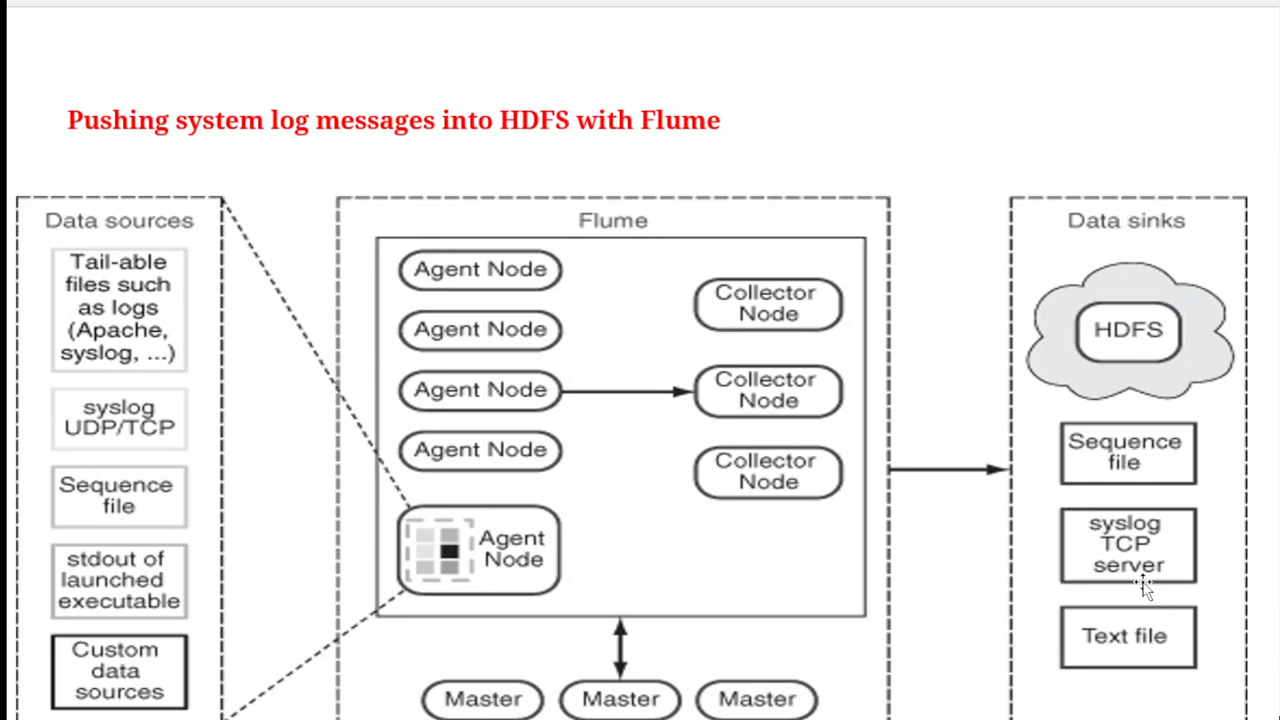 Pushing system log messages into HDFS with Flume
Data sources
Tail-able
files such
as logs
(Apache,
syslog, ...)
syslog
UDP/TCP
Sequence
file
stdout of
launched
executable
Custom
data
sources
Flume
Agent Node
Agent Node
Agent Node
Agent Node
Agent
Node
Collector
Node
Collector
Node
Collector
Node
Master
Master
Master
Data sinks
HDFS
Sequence
file
syslog
TCP
server
Text file